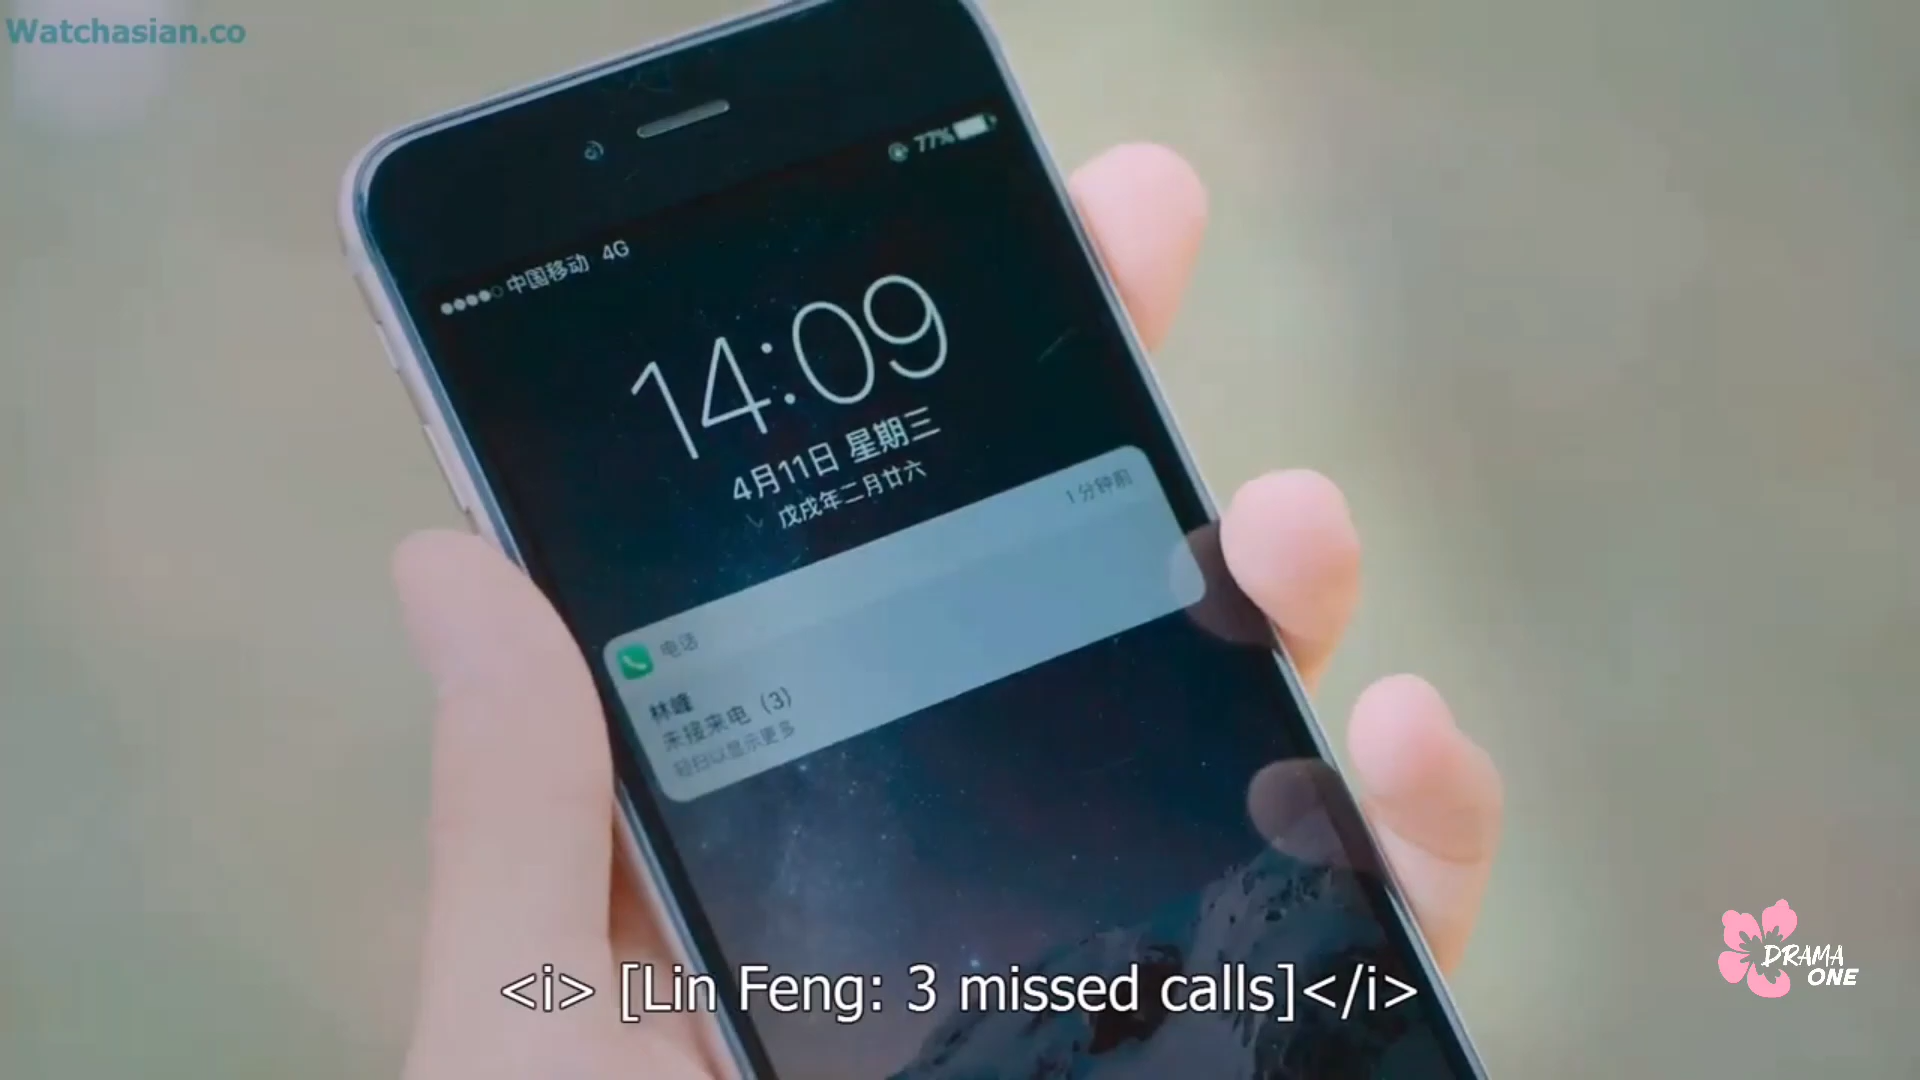 Watchasian.co
77%
中国移动 4G
14:09
4月11日 星期三
戊戌年二月廿六
1分钟前
电话
林峰
未接来电（3）
轻扫以显示更多
DRAMA
ONE
<i> [Lin Feng: 3 missed calls]</i>